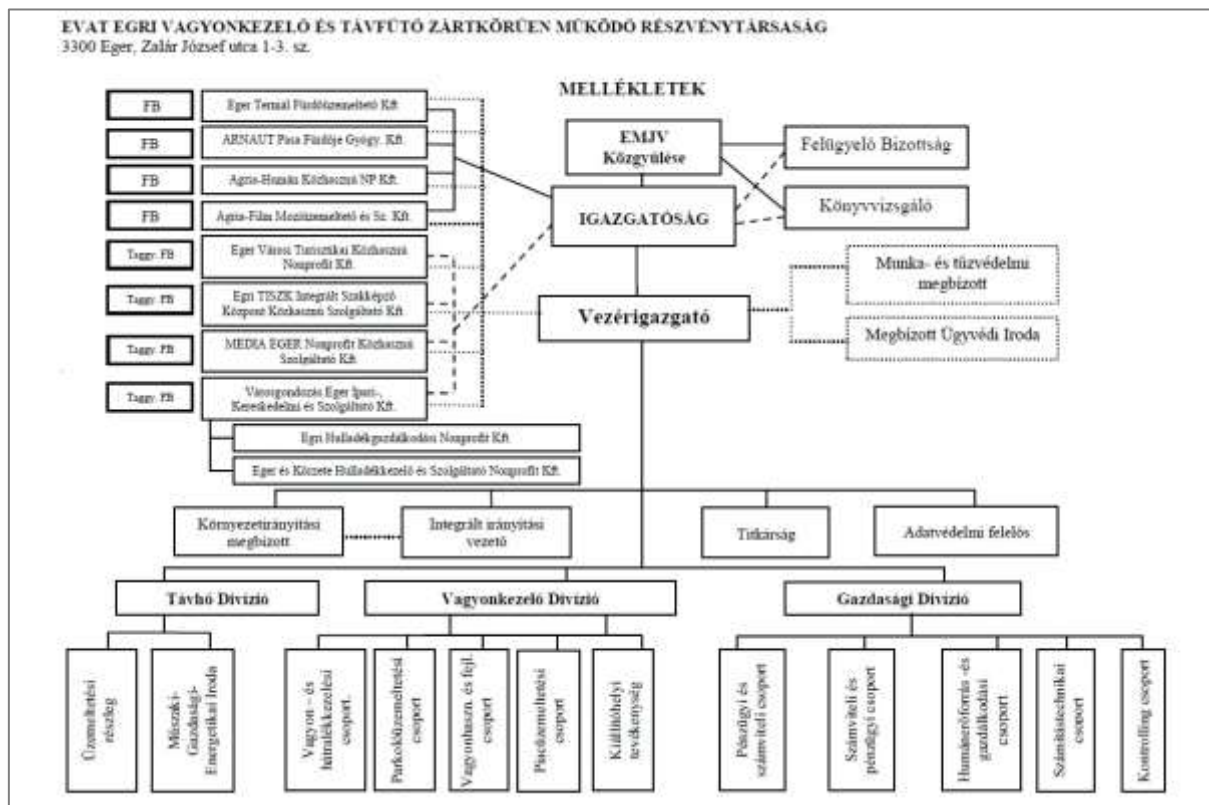 EVAT EGRI VAGYONKEZELŐ ÉS TÁVFŰTŐ ZÁRTKÖRŰEN MŰKÖDŐ RÉSZVÉNYTÁRSASÁG
3300 Eger, Zalár József utca 1-3. sz.
MELLÉKLETEK
FB
Eger Termál Fürdőüzemeltető Kft
FB
ARNAUT Pasa Fürdője Gyógy. Kft.
FB
Agria-Humán Közhasznú NP Kft.
FB
Agria-Film Moziüzemeltető és Sz. Kft
Taggy. FB
Eger Városi Turisztikai Közhasznú
Nonprofit Kft.
Taggy. FB
Egri TISZK Integrált Szakképző
Központ Közhasznú Szolgáltató Kft
Taggy. FB
MEDIA EGER Nonprofit Közhasznú
Szolgáltató Kft
Taggy. FB
Városgondozás Eger Ipari-,
Kereskedelmi és Szolgáltató Kft.
Egri Hulladékgazdálkodási Nonprofit Kft.
Eger és Körzete Hulladékkezelő és Szolgáltató Nonprofit Kft.
EMJV
Közgyűlése
IGAZGATÓSÁG
Vezérigazgató
Felügyelő Bizottság
Könyvvizsgáló
Munka- és tűzvédelmi
megbízott
Megbízott Ügyvédi Iroda
Környezetirányítási
megbízott
Integrált irányítási
vezető
Titkárság
Adatvédelmi felelős
Távhő Divízió
Vagyonkezelő Divízió
Gazdasági Divízió
Üzemeltetési
részleg
Műszaki-
Gazdasági-
Energetikai Iroda
Vagyon – és
hátralékkezelési
csoport.
Parkolóüzemeltetési
csoport
Vagyonhaszn. és fejl.
csoport
Piacüzemeltetési
csoport
Kiállítóhelyi
tevékenység
Pénzügyi és
számviteli csoport
Számviteli és
pénzügyi csoport
Humánerőforrás -és
gazdálkodási
csoport
Számítástechnikai
csoport
Kontrolling csoport